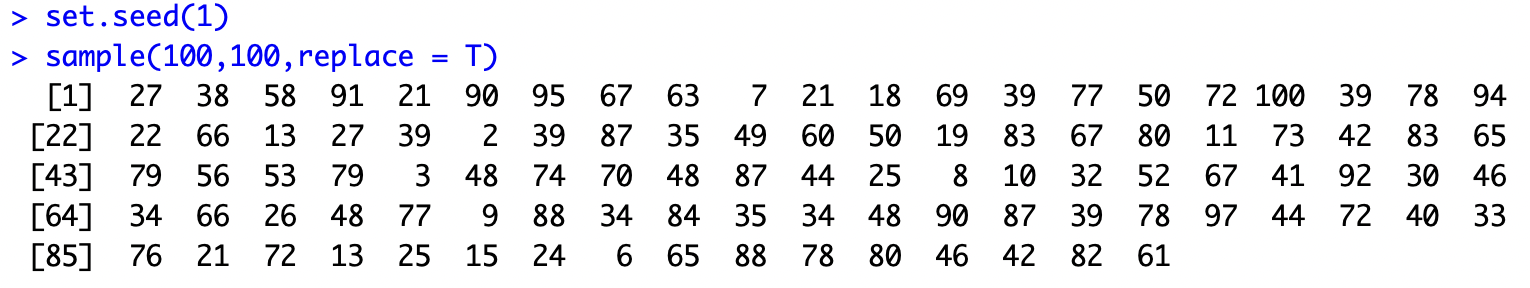 > set.seed(1)
> sample(100,100,replace = T)
[1] 27 38 58 91 21 90 95 67 63 7 21 18 69 39 77 50 72 100 39 78 94
[22] 22 66 13 27 39 2 39 87 35 49 60 50 19 83 67 80 11 73 42 83 65
[43] 79 56 53 79 3 48 74 70 48 87 44 25 8 10 32 52 67 41 92 30 46
[64] 34 66 26 48 77 9 88 34 84 35 34 48 90 87 39 78 97 44 72 40 33
[85] 76 21 72 13 25 15 24 6 65 88 78 80 46 42 82 61